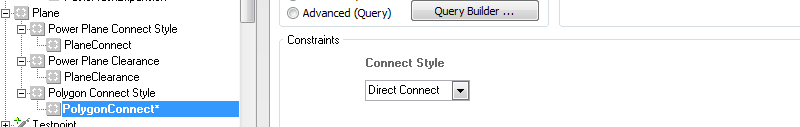 Plane
Power Plane Connect Style
PlaneConnect
Power Plane Clearance
PlaneClearance
Polygon Connect Style
PolygonConnect*
Testpoint
Advanced (Query)
Query Builder ...
Constraints
Connect Style
Direct Connect